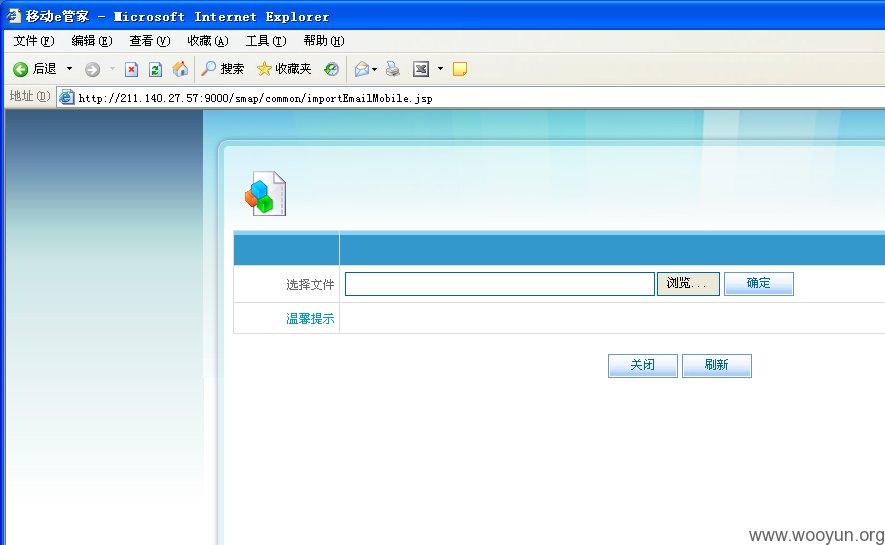 移动e管家 - Microsoft Internet Explorer
文件(F) 编辑(E) 查看(V) 收藏(A) 工具(T) 帮助(H)
后退 搜索 收藏夹
地址(D) http://211.140.27.57:9000/smap/common/importEmailMobile.jsp
选择文件 浏览... 确定
温馨提示
关闭 刷新
www.wooyun.org